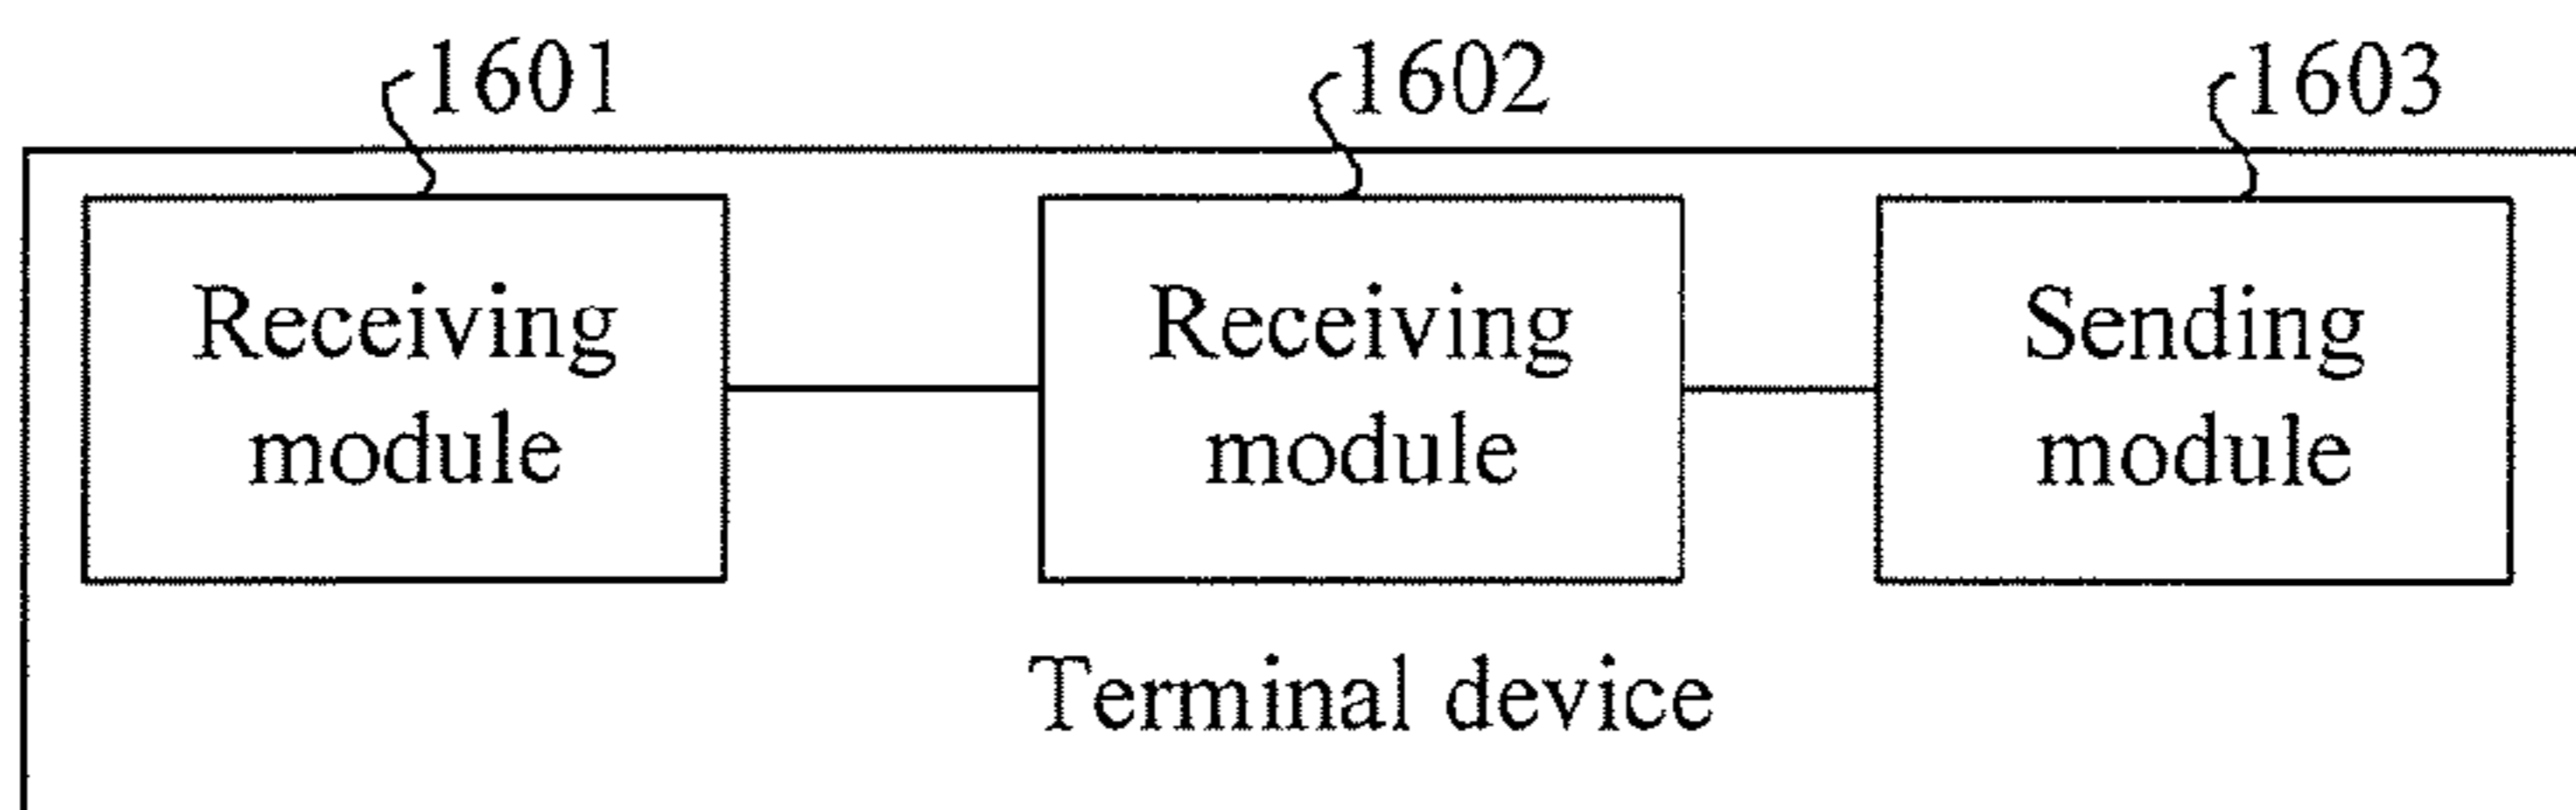 1601 1602 1603
Receiving module
Receiving module
Sending module
Terminal device